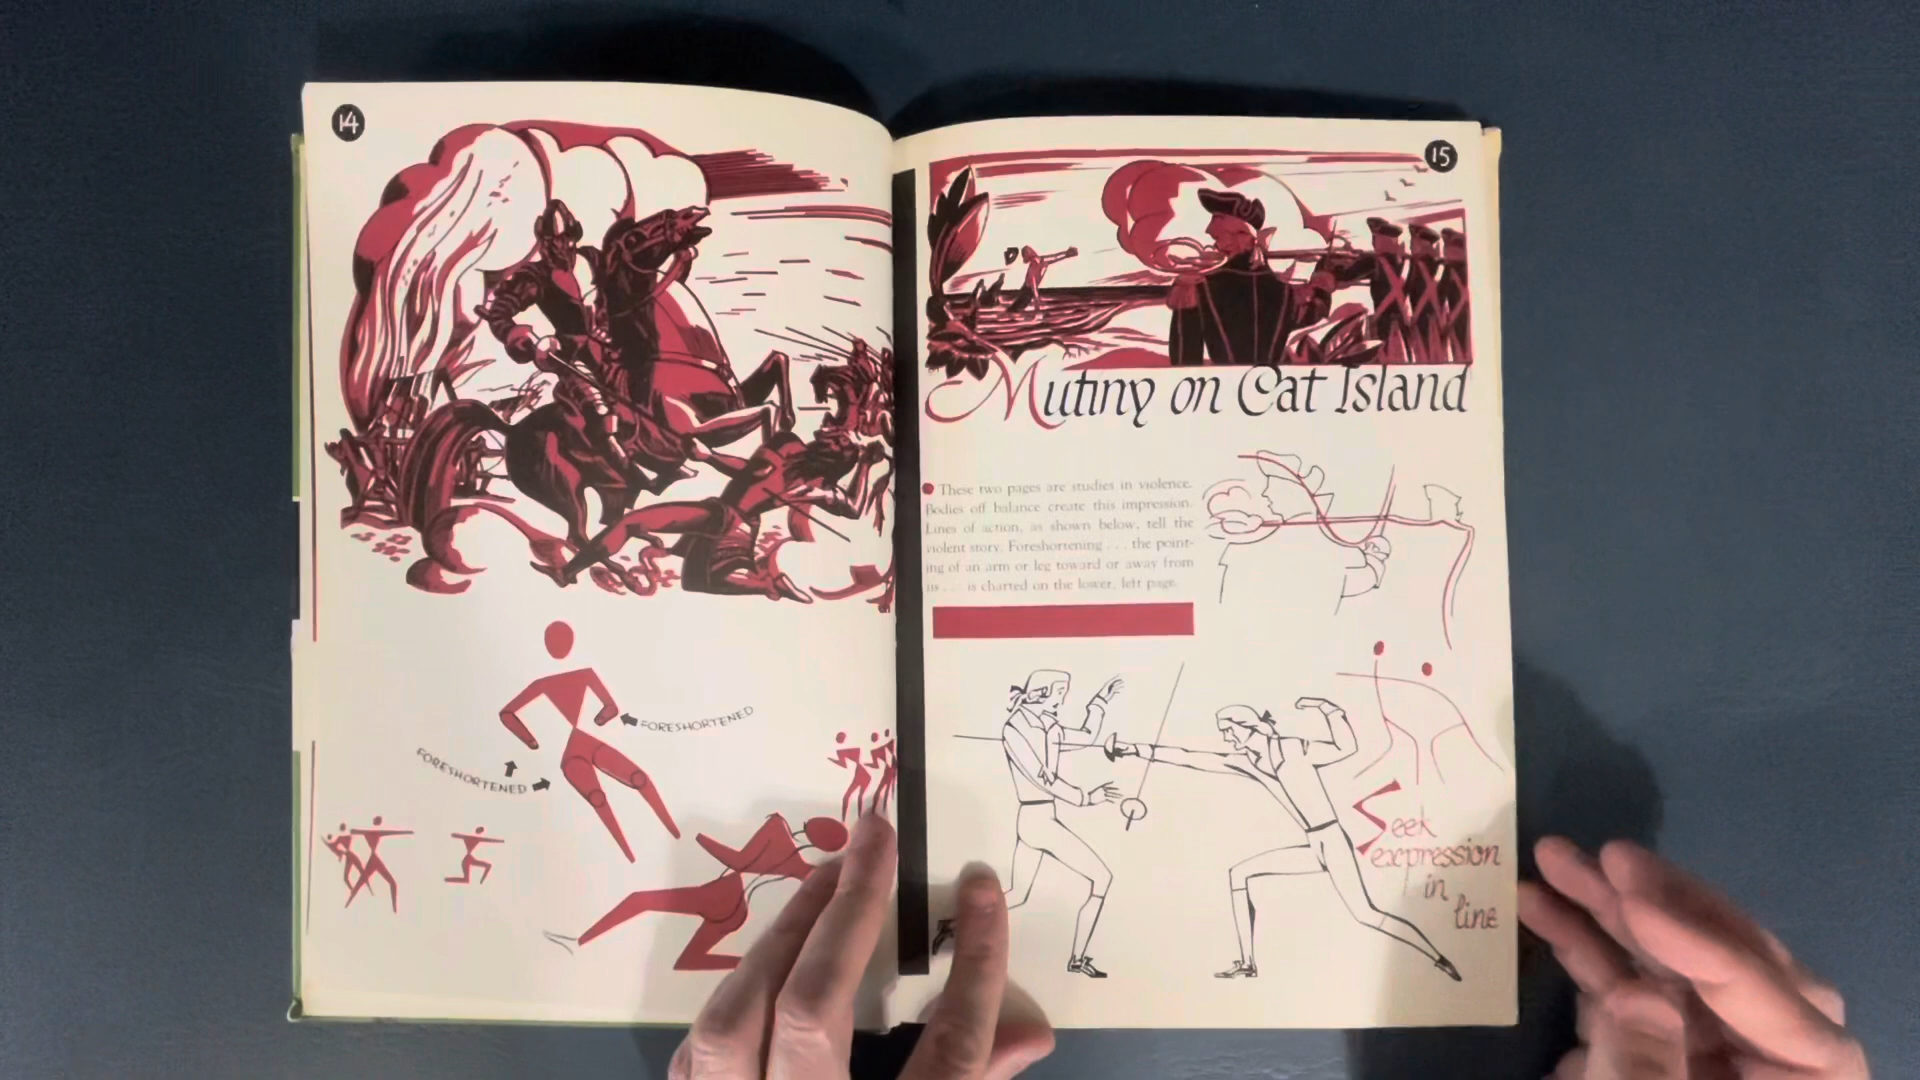 14
FORESHORTENED
FORESHORTENED
15
Mutiny on Cat Island
These two pages are studies in violence.
Bodies off balance create this impression.
Lines of action, as shown below, tell the
violent story. Foreshortening . . . the point-
ing of an arm or leg toward or away from
us . . . is charted on the lower, left page.
Seek
expression
in
line